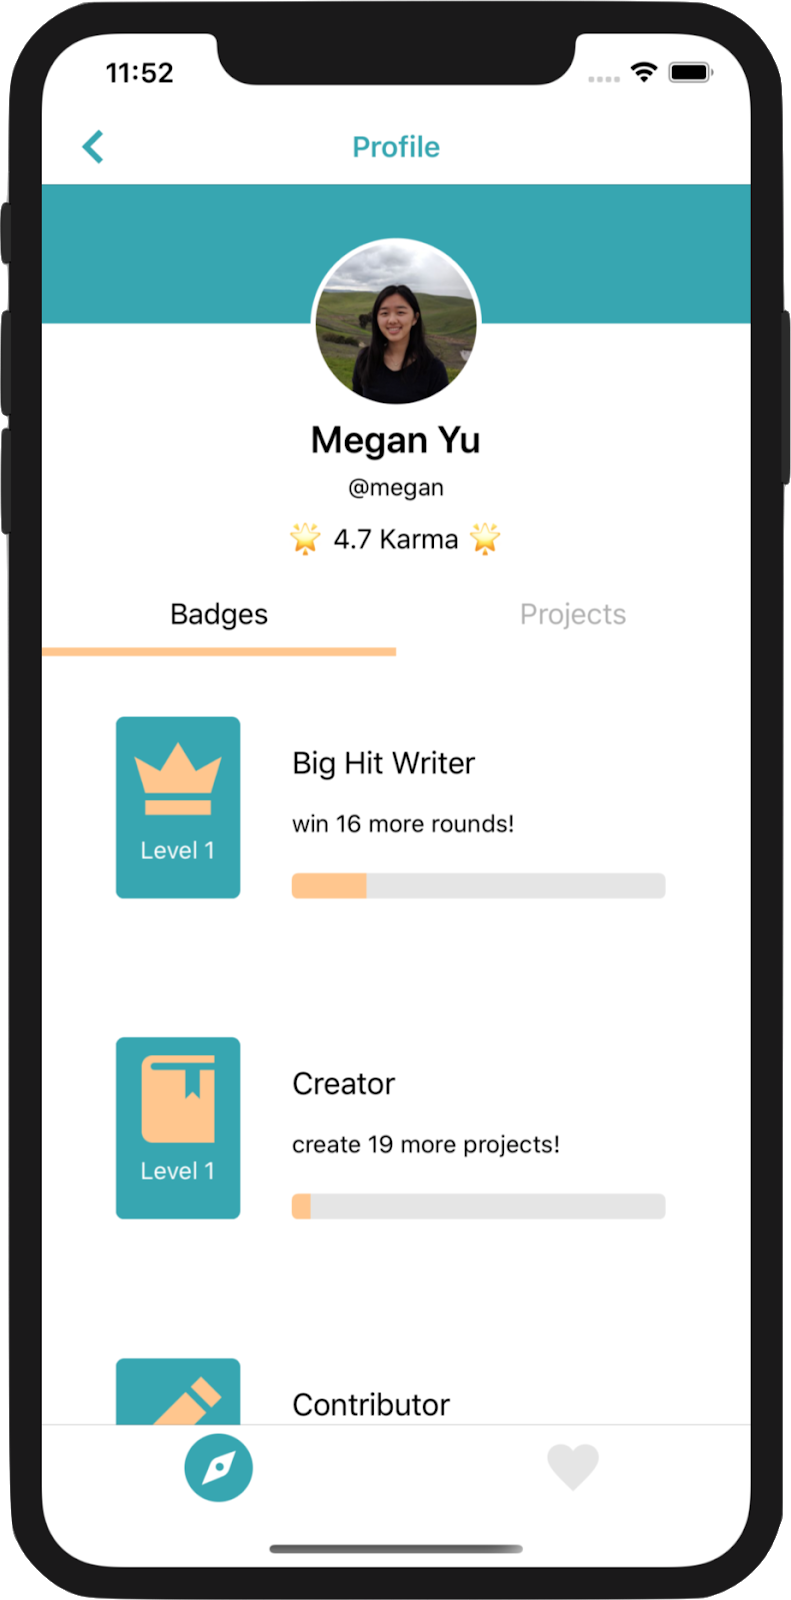 11:52
Profile
Megan Yu
@megan
🌟 4.7 Karma 🌟
Badges
Projects
Big Hit Writer
win 16 more rounds!
Level 1
Creator
create 19 more projects!
Level 1
Contributor